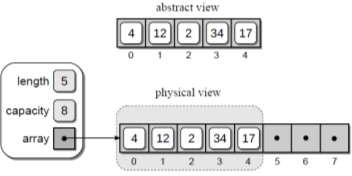 abstract view
4 12 2 34 17
0 1 2 3 4
physical view
length 5
capacity 8
array
4 12 2 34 17
0 1 2 3 4 5 6 7